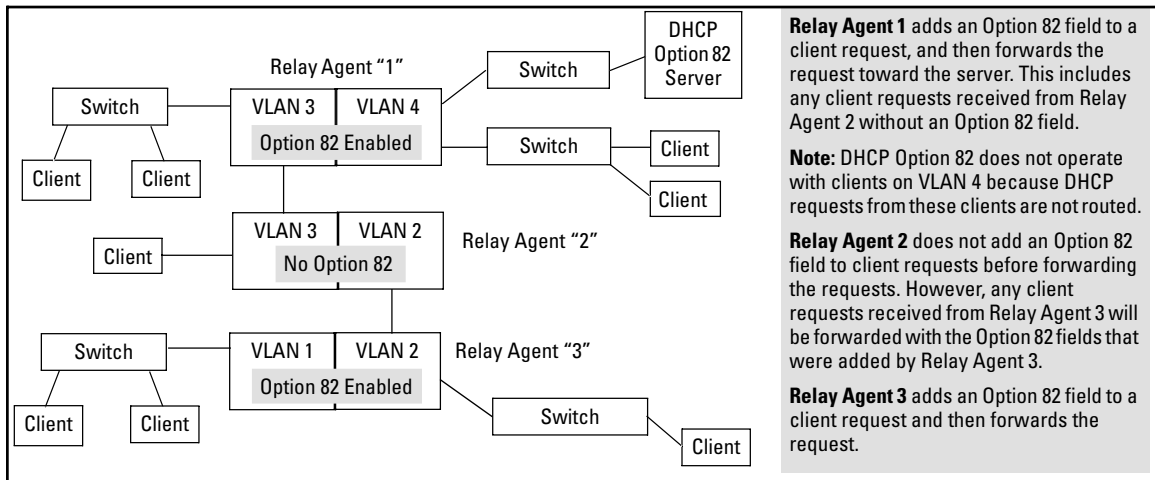 DHCP
Option 82
Server
Relay Agent “1”
Switch
Switch
VLAN 3
VLAN 4
Option 82 Enabled
Switch
Client
Client
Client
Client
VLAN 3
VLAN 2
Relay Agent “2”
Client
No Option 82
Switch
VLAN 1
VLAN 2
Relay Agent “3”
Option 82 Enabled
Client
Client
Switch
Client
Relay Agent 1 adds an Option 82 field to a
client request, and then forwards the
request toward the server. This includes
any client requests received from Relay
Agent 2 without an Option 82 field.
Note: DHCP Option 82 does not operate
with clients on VLAN 4 because DHCP
requests from these clients are not routed.
Relay Agent 2 does not add an Option 82
field to client requests before forwarding
the requests. However, any client
requests received from Relay Agent 3 will
be forwarded with the Option 82 fields that
were added by Relay Agent 3.
Relay Agent 3 adds an Option 82 field to a
client request and then forwards the
request.